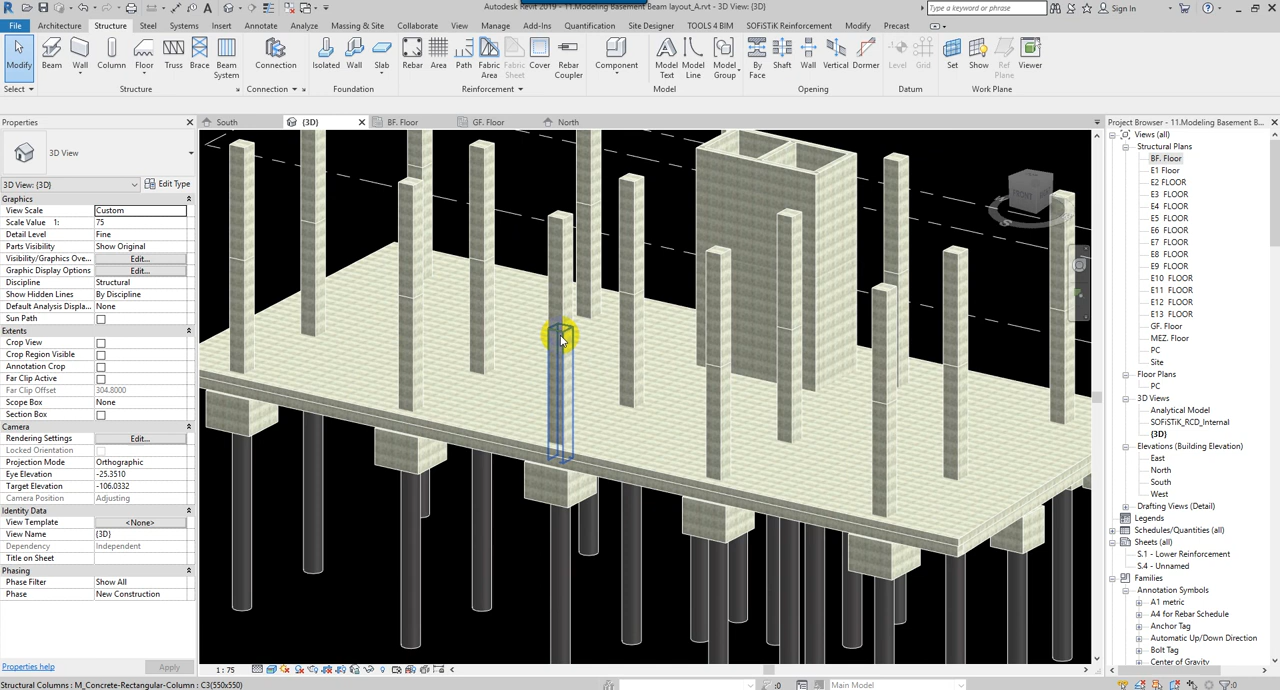 Autodesk Revit 2019 - 11.Modeling Basement Beam layout_A.rvt - 3D View: {3D}
Type a keyword or phrase
Sign In
File Architecture Structure Steel Systems Insert Annotate Analyze Massing & Site Collaborate View Manage Add-Ins Quantification Site Designer TOOLS 4 BIM SOFiSTiK Reinforcement Modify Precast
Modify Beam Wall Column Floor Truss Brace Beam System Connection Isolated Wall Slab Rebar Area Path Fabric Area Fabric Sheet Cover Rebar Coupler Component Model Text Model Line Model Group By Face Shaft Wall Vertical Dormer Level Grid Set Show Ref Plane Viewer
Select Structure Connection Foundation Reinforcement Model Opening Datum Work Plane
Properties
South {3D} BF. Floor GF. Floor North
Project Browser - 11.Modeling Basement B...
3D View
3D View: {3D}
Edit Type
Graphics
View Scale Custom
Scale Value 1: 75
Detail Level Fine
Parts Visibility Show Original
Visibility/Graphics Ove... Edit...
Graphic Display Options Edit...
Discipline Structural
Show Hidden Lines By Discipline
Default Analysis Displa... None
Sun Path
Extents
Crop View
Crop Region Visible
Annotation Crop
Far Clip Active
Far Clip Offset 304.8000
Scope Box None
Section Box
Camera
Rendering Settings Edit...
Locked Orientation
Projection Mode Orthographic
Eye Elevation -25.3510
Target Elevation -106.0332
Camera Position Adjusting
Identity Data
View Template <None>
View Name {3D}
Dependency Independent
Title on Sheet
Phasing
Phase Filter Show All
Phase New Construction
Properties help
Apply
FRONT
Views (all)
Structural Plans
BF. Floor
E1 Floor
E2 FLOOR
E3 FLOOR
E4 FLOOR
E5 FLOOR
E6 FLOOR
E7 FLOOR
E8 FLOOR
E9 FLOOR
E10 FLOOR
E11 FLOOR
E12 FLOOR
E13 FLOOR
GF. Floor
MEZ. Floor
PC
Site
Floor Plans
PC
3D Views
Analytical Model
SOFiSTiK_RCD_Internal
{3D}
Elevations (Building Elevation)
East
North
South
West
Drafting Views (Detail)
Legends
Schedules/Quantities (all)
Sheets (all)
S.1 - Lower Reinforcement
S.4 - Unnamed
Families
Annotation Symbols
A1 metric
A4 for Rebar Schedule
Anchor Tag
Automatic Up/Down Direction
Bolt Tag
Center of Gravity
1 : 75
Structural Columns : M_Concrete-Rectangular-Column : C3(550x550)
:0
Main Model
:0